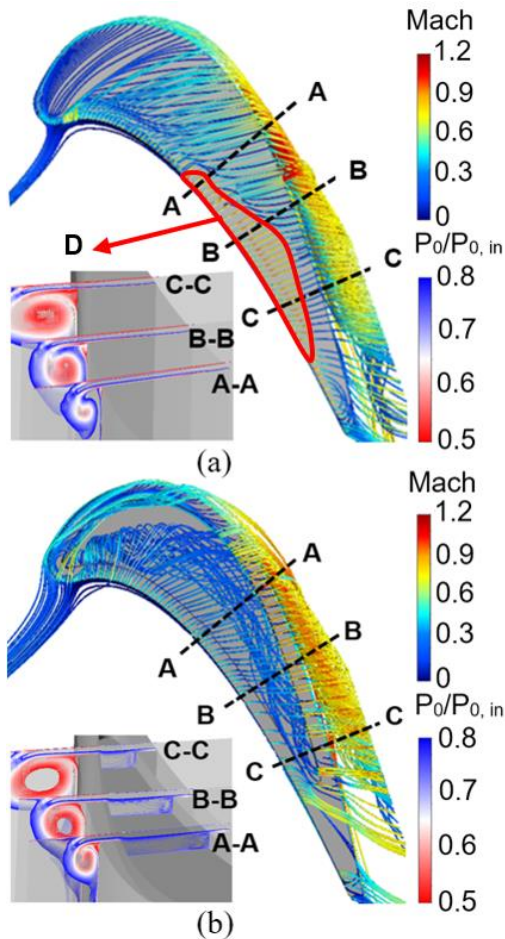 Mach
1.2
0.9
0.6
0.3
0
P0/P0, in
0.8
0.7
0.6
0.5
A
B
A
D
B
C
C
C-C
B-B
A-A
(a)
Mach
1.2
0.9
0.6
0.3
0
P0/P0, in
0.8
0.7
0.6
0.5
A
B
A
B
C
C
C-C
B-B
A-A
(b)